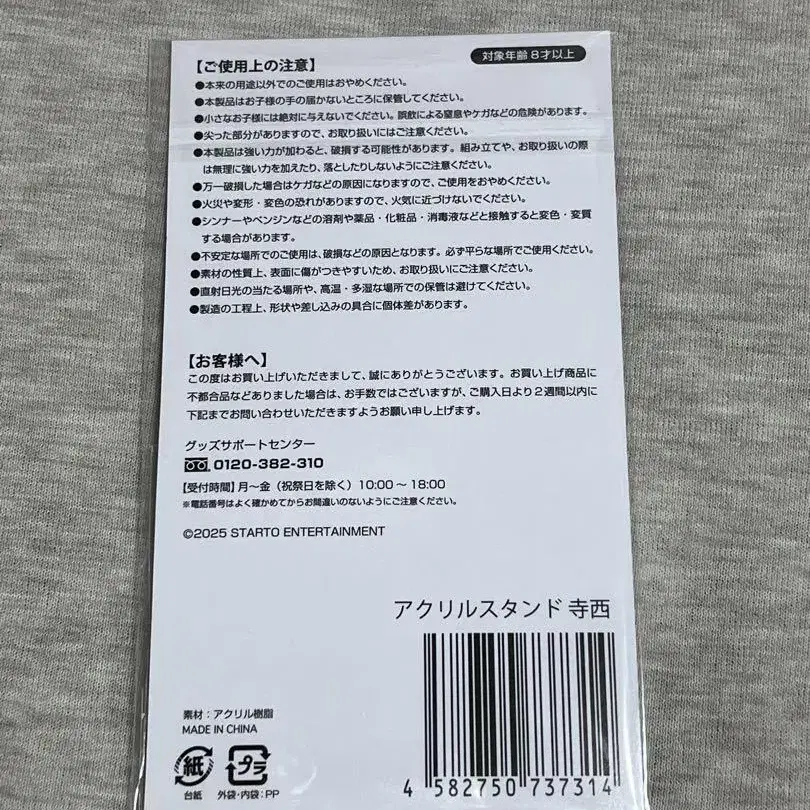 【ご使用上の注意】
対象年齢 8才以上
●本来の用途以外でのご使用はおやめください。
●本製品はお子様の手の届かないところに保管してください。
●小さなお子様には絶対に与えないでください。誤飲による窒息やケガなどの危険があります。
●尖った部分がありますので、お取り扱いにはご注意ください。
●本製品は強い力が加わると、破損する可能性があります。組み立てや、お取り扱いの際
は無理に強い力を加えたり、落としたりしないようにご注意ください。
●万一破損した場合はケガなどの原因になりますので、ご使用をおやめください。
●火災や変形・変色の恐れがありますので、火気に近づけないでください。
●シンナーやベンジンなどの溶剤や薬品・化粧品・消毒液などと接触すると変色・変質
する場合があります。
●不安定な場所でのご使用は、破損などの原因となります。必ず平らな場所でご使用ください。
●素材の性質上、表面に傷がつきやすいため、お取り扱いにご注意ください。
●直射日光の当たる場所や、高温・多湿な場所での保管は避けてください。
●製造の工程上、形状や差し込みの具合に個体差があります。
【お客様へ】
この度はお買い上げいただきまして、誠にありがとうございます。お買い上げ商品に
不都合品などありました場合は、お手数ではございますが、ご購入日より2週間以内に
下記までお問い合わせいただきますようお願い申し上げます。
グッズサポートセンター
0120-382-310
【受付時間】月～金（祝祭日を除く）10:00～18:00
※電話番号はよく確かめてからお間違いのないようにご注意ください。
©2025 STARTO ENTERTAINMENT
アクリルスタンド 寺西
素材：アクリル樹脂
MADE IN CHINA
紙
プラ
台紙
外袋・内袋：PP
4 582750 737314